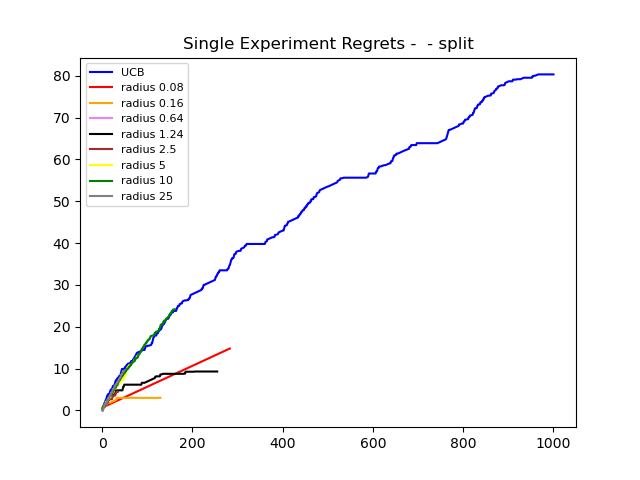 Single Experiment Regrets -  - split
UCB
radius 0.08
radius 0.16
radius 0.64
radius 1.24
radius 2.5
radius 5
radius 10
radius 25
80
70
60
50
40
30
20
10
0
0 200 400 600 800 1000